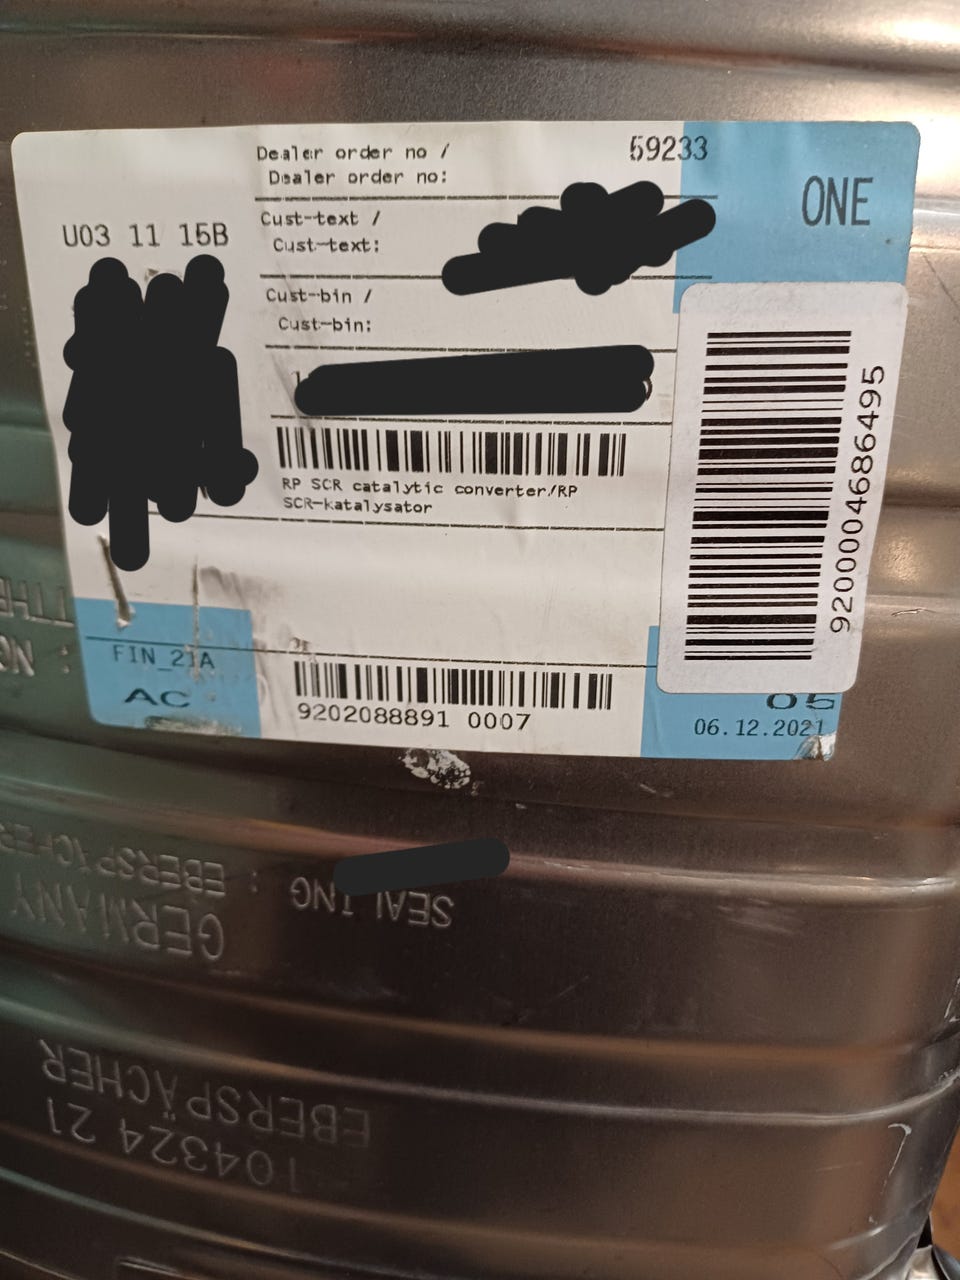 Dealer order no /
Dealer order no:
59233
ONE
U03 11 15B
Cust-text /
Cust-text:
Cust-bin /
Cust-bin:
RP SCR catalytic converter/RP
SCR-katalysator
9200004686495
FIN_21A
AC
9202088891 0007
05
06.12.2021
EBERSPÄCHER
GERMANY
EBERSPÄCHER :
104324 21